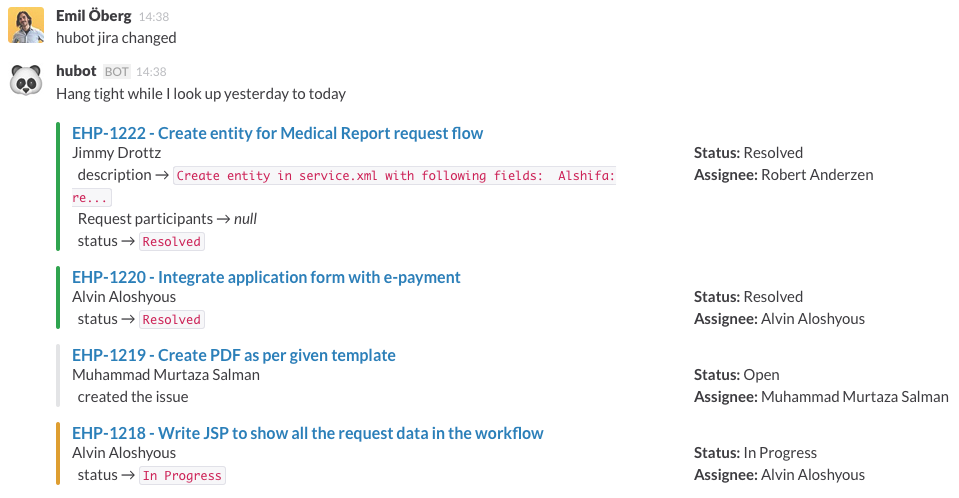 Emil Öberg 14:38
hubot jira changed
hubot BOT 14:38
Hang tight while I look up yesterday to today
EHP-1222 - Create entity for Medical Report request flow
Jimmy Drottz
description → Create entity in service.xml with following fields:  Alshifa:
re...
Request participants → null
status → Resolved
Status: Resolved
Assignee: Robert Anderzen
EHP-1220 - Integrate application form with e-payment
Alvin Aloshyous
status → Resolved
Status: Resolved
Assignee: Alvin Aloshyous
EHP-1219 - Create PDF as per given template
Muhammad Murtaza Salman
created the issue
Status: Open
Assignee: Muhammad Murtaza Salman
EHP-1218 - Write JSP to show all the request data in the workflow
Alvin Aloshyous
status → In Progress
Status: In Progress
Assignee: Alvin Aloshyous